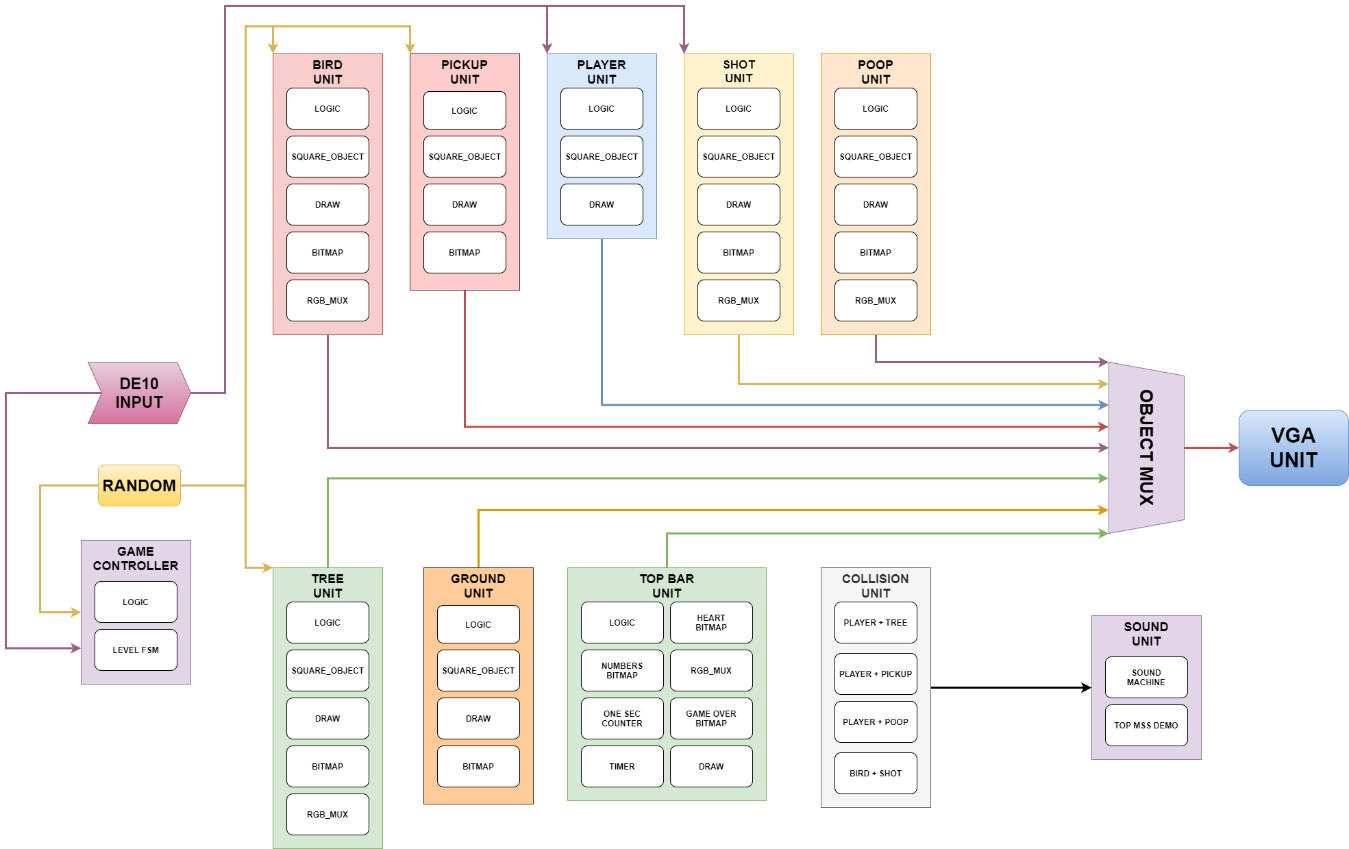 BIRD
UNIT
LOGIC
SQUARE_OBJECT
DRAW
BITMAP
RGB_MUX
PICKUP
UNIT
LOGIC
SQUARE_OBJECT
DRAW
BITMAP
PLAYER
UNIT
LOGIC
SQUARE_OBJECT
DRAW
SHOT
UNIT
LOGIC
SQUARE_OBJECT
DRAW
BITMAP
RGB_MUX
POOP
UNIT
LOGIC
SQUARE_OBJECT
DRAW
BITMAP
RGB_MUX
DE10
INPUT
RANDOM
GAME
CONTROLLER
LOGIC
LEVEL FSM
OBJECT MUX
VGA
UNIT
TREE
UNIT
LOGIC
SQUARE_OBJECT
DRAW
BITMAP
RGB_MUX
GROUND
UNIT
LOGIC
SQUARE_OBJECT
DRAW
BITMAP
TOP BAR
UNIT
LOGIC
HEART
BITMAP
NUMBERS
BITMAP
RGB_MUX
ONE SEC
COUNTER
GAME OVER
BITMAP
TIMER
DRAW
COLLISION
UNIT
PLAYER + TREE
PLAYER + PICKUP
PLAYER + POOP
BIRD + SHOT
SOUND
UNIT
SOUND
MACHINE
TOP MSS DEMO